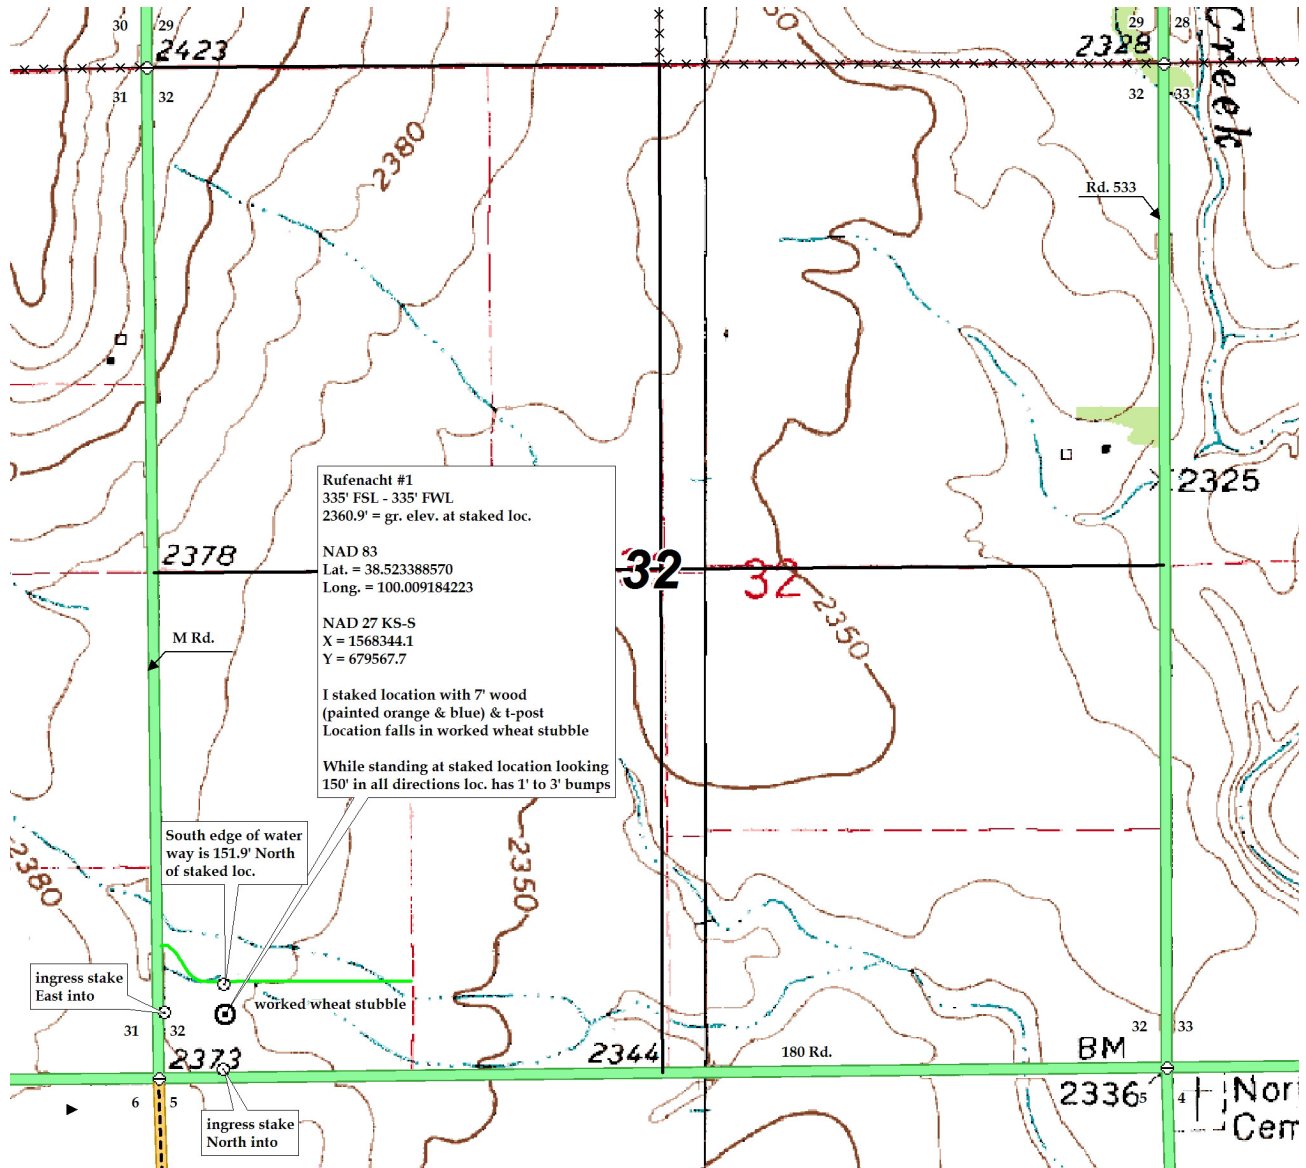 30 29
2423
31 32
2380
2350
29 28
2328
32 33
Creek
Rd. 533
2325
Rufenacht #1
335' FSL - 335' FWL
2360.9' = gr. elev. at staked loc.
NAD 83
Lat. = 38.523388570
Long. = 100.009184223
NAD 27 KS-S
X = 1568344.1
Y = 679567.7
I staked location with 7' wood
(painted orange & blue) & t-post
Location falls in worked wheat stubble
While standing at staked location looking
150' in all directions loc. has 1' to 3' bumps
2378
32
32
2350
M Rd.
South edge of water
way is 151.9' North
of staked loc.
2380
2350
ingress stake
East into
worked wheat stubble
31 32
2373
2344
180 Rd.
32 33
BM
2336
6 5
5 4
ingress stake
North into
Nor
Cem